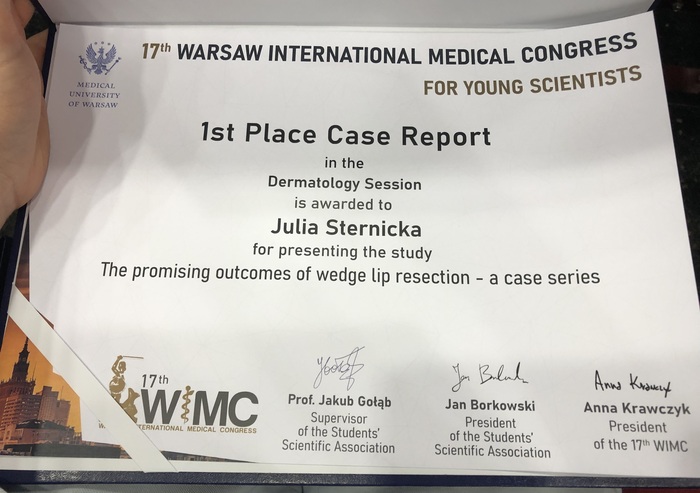 17th WARSAW INTERNATIONAL MEDICAL CONGRESS
FOR YOUNG SCIENTISTS
MEDICAL
UNIVERSITY
OF WARSAW
1st Place Case Report
in the
Dermatology Session
is awarded to
Julia Sternicka
for presenting the study
The promising outcomes of wedge lip resection - a case series
17th
WIMC
INTERNATIONAL MEDICAL CONGRESS
Prof. Jakub Gołąb
Supervisor
of the Students'
Scientific Association
Jan Borkowski
President
of the Students'
Scientific Association
Anna Krawczyk
Anna Krawczyk
President
of the 17th WIMC